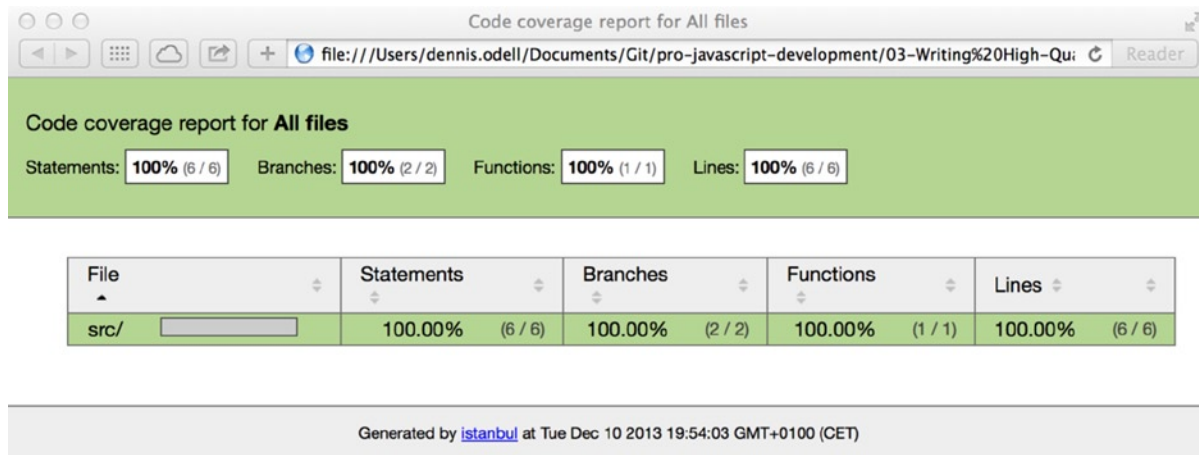 Code coverage report for All files
file:///Users/dennis.odell/Documents/Git/pro-javascript-development/03-Writing%20High-Qu Reader
Code coverage report for All files
Statements: 100% (6 / 6) Branches: 100% (2 / 2) Functions: 100% (1 / 1) Lines: 100% (6 / 6)
File Statements Branches Functions Lines
src/ 100.00% (6 / 6) 100.00% (2 / 2) 100.00% (1 / 1) 100.00% (6 / 6)
Generated by istanbul at Tue Dec 10 2013 19:54:03 GMT+0100 (CET)